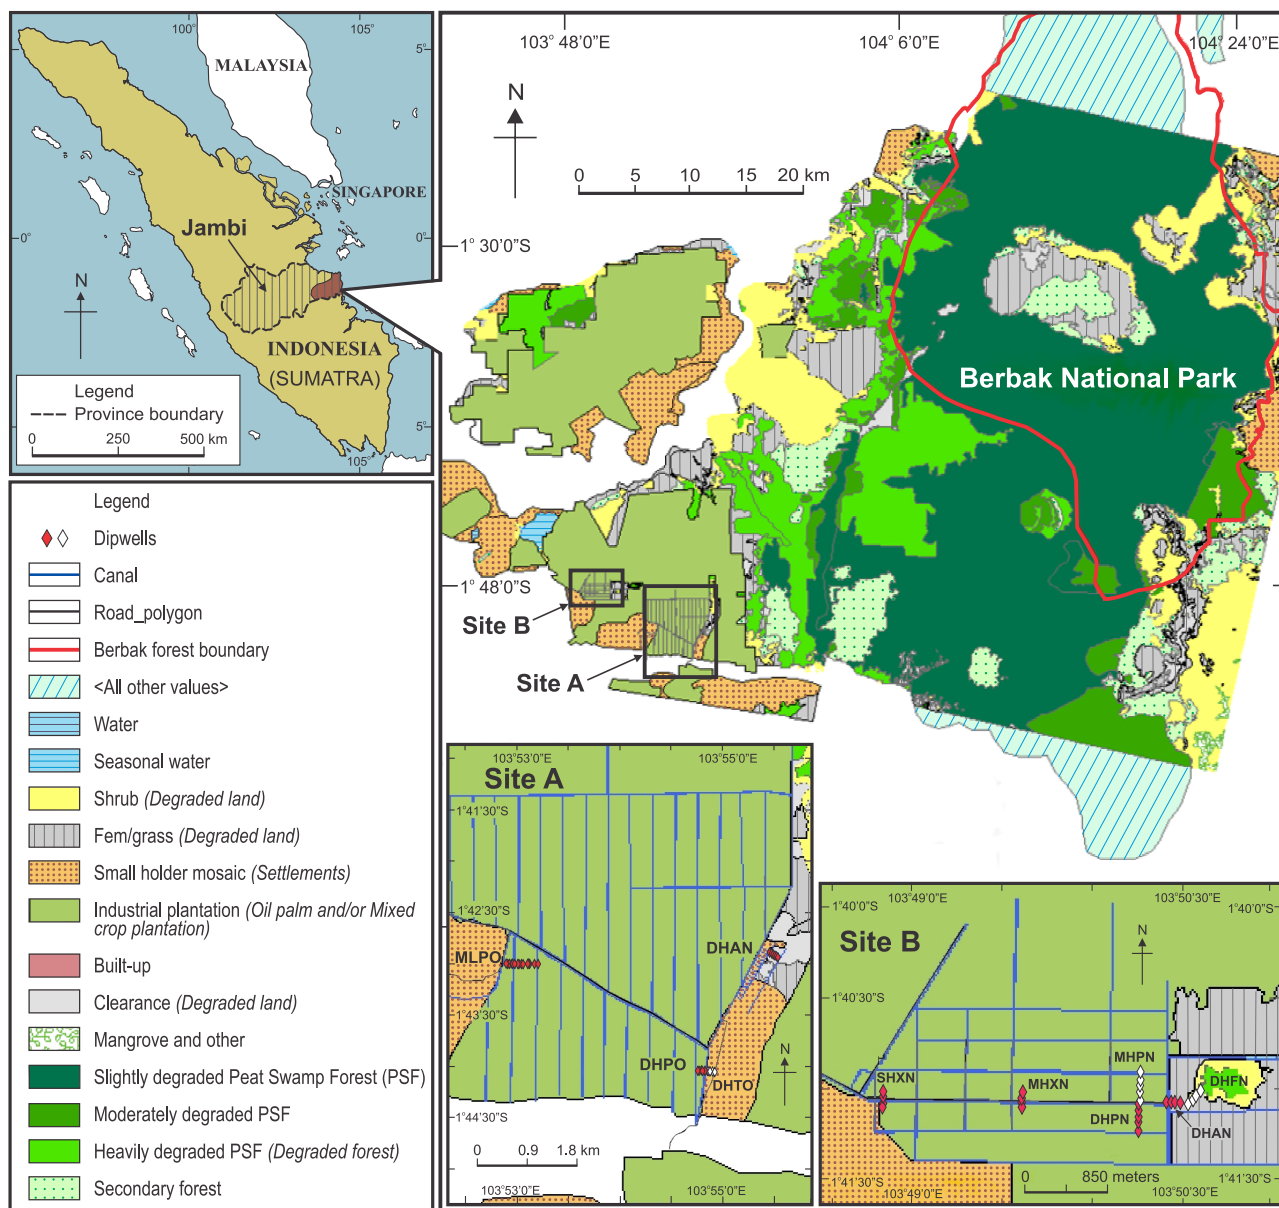 100°
105°
MALAYSIA
5°
SINGAPORE
Jambi
0°
0°
N
INDONESIA
(SUMATRA)
Legend
Province boundary
0 250 500 km
5°
105°
103° 48'0"E
104° 6'0"E
104° 24'0"E
N
0 5 10 15 20 km
1° 30'0"S
Berbak National Park
1° 48'0"S
Site B
Site A
Legend
Dipwells
Canal
Road_polygon
Berbak forest boundary
<All other values>
Water
Seasonal water
Shrub (Degraded land)
Fem/grass (Degraded land)
Small holder mosaic (Settlements)
Industrial plantation (Oil palm and/or Mixed
crop plantation)
Built-up
Clearance (Degraded land)
Mangrove and other
Slightly degraded Peat Swamp Forest (PSF)
Moderately degraded PSF
Heavily degraded PSF (Degraded forest)
Secondary forest
103°53'0"E
103°55'0"E
Site A
1°41'30"S
1°42'30"S
DHAN
MLPO
1°43'30"S
N
DHPO
DHTO
1°44'30"S
0 0.9 1.8 km
103°53'0"E
103°55'0"E
1°40'0"S
103°49'0"E
103°50'30"E
1°40'0"S
Site B
N
1°40'30"S
MHPN
SHXN
MHXN
DHFN
DHPN
DHAN
0 850 meters
1°41'30"S
103°49'0"E
103°50'30"E
1°41'30"S